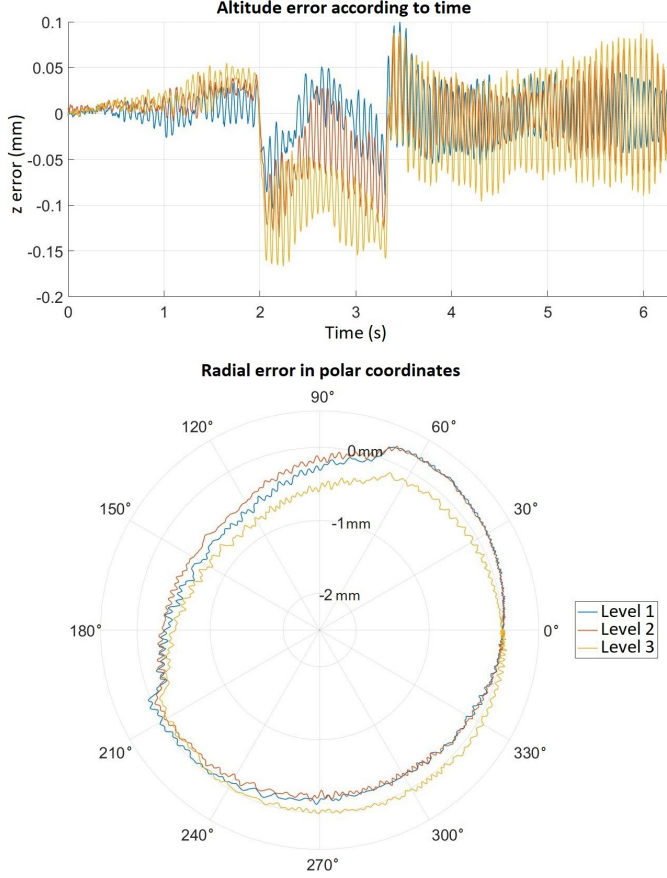 Altitude error according to time
0.1
0.05
0
-0.05
-0.1
-0.15
-0.2
z error (mm)
0 1 2 3 4 5 6
Time (s)
Radial error in polar coordinates
90°
120° 60°
0mm
150° 30°
-1mm
-2 mm
180° 0°
Level 1
Level 2
Level 3
210° 330°
240° 300°
270°